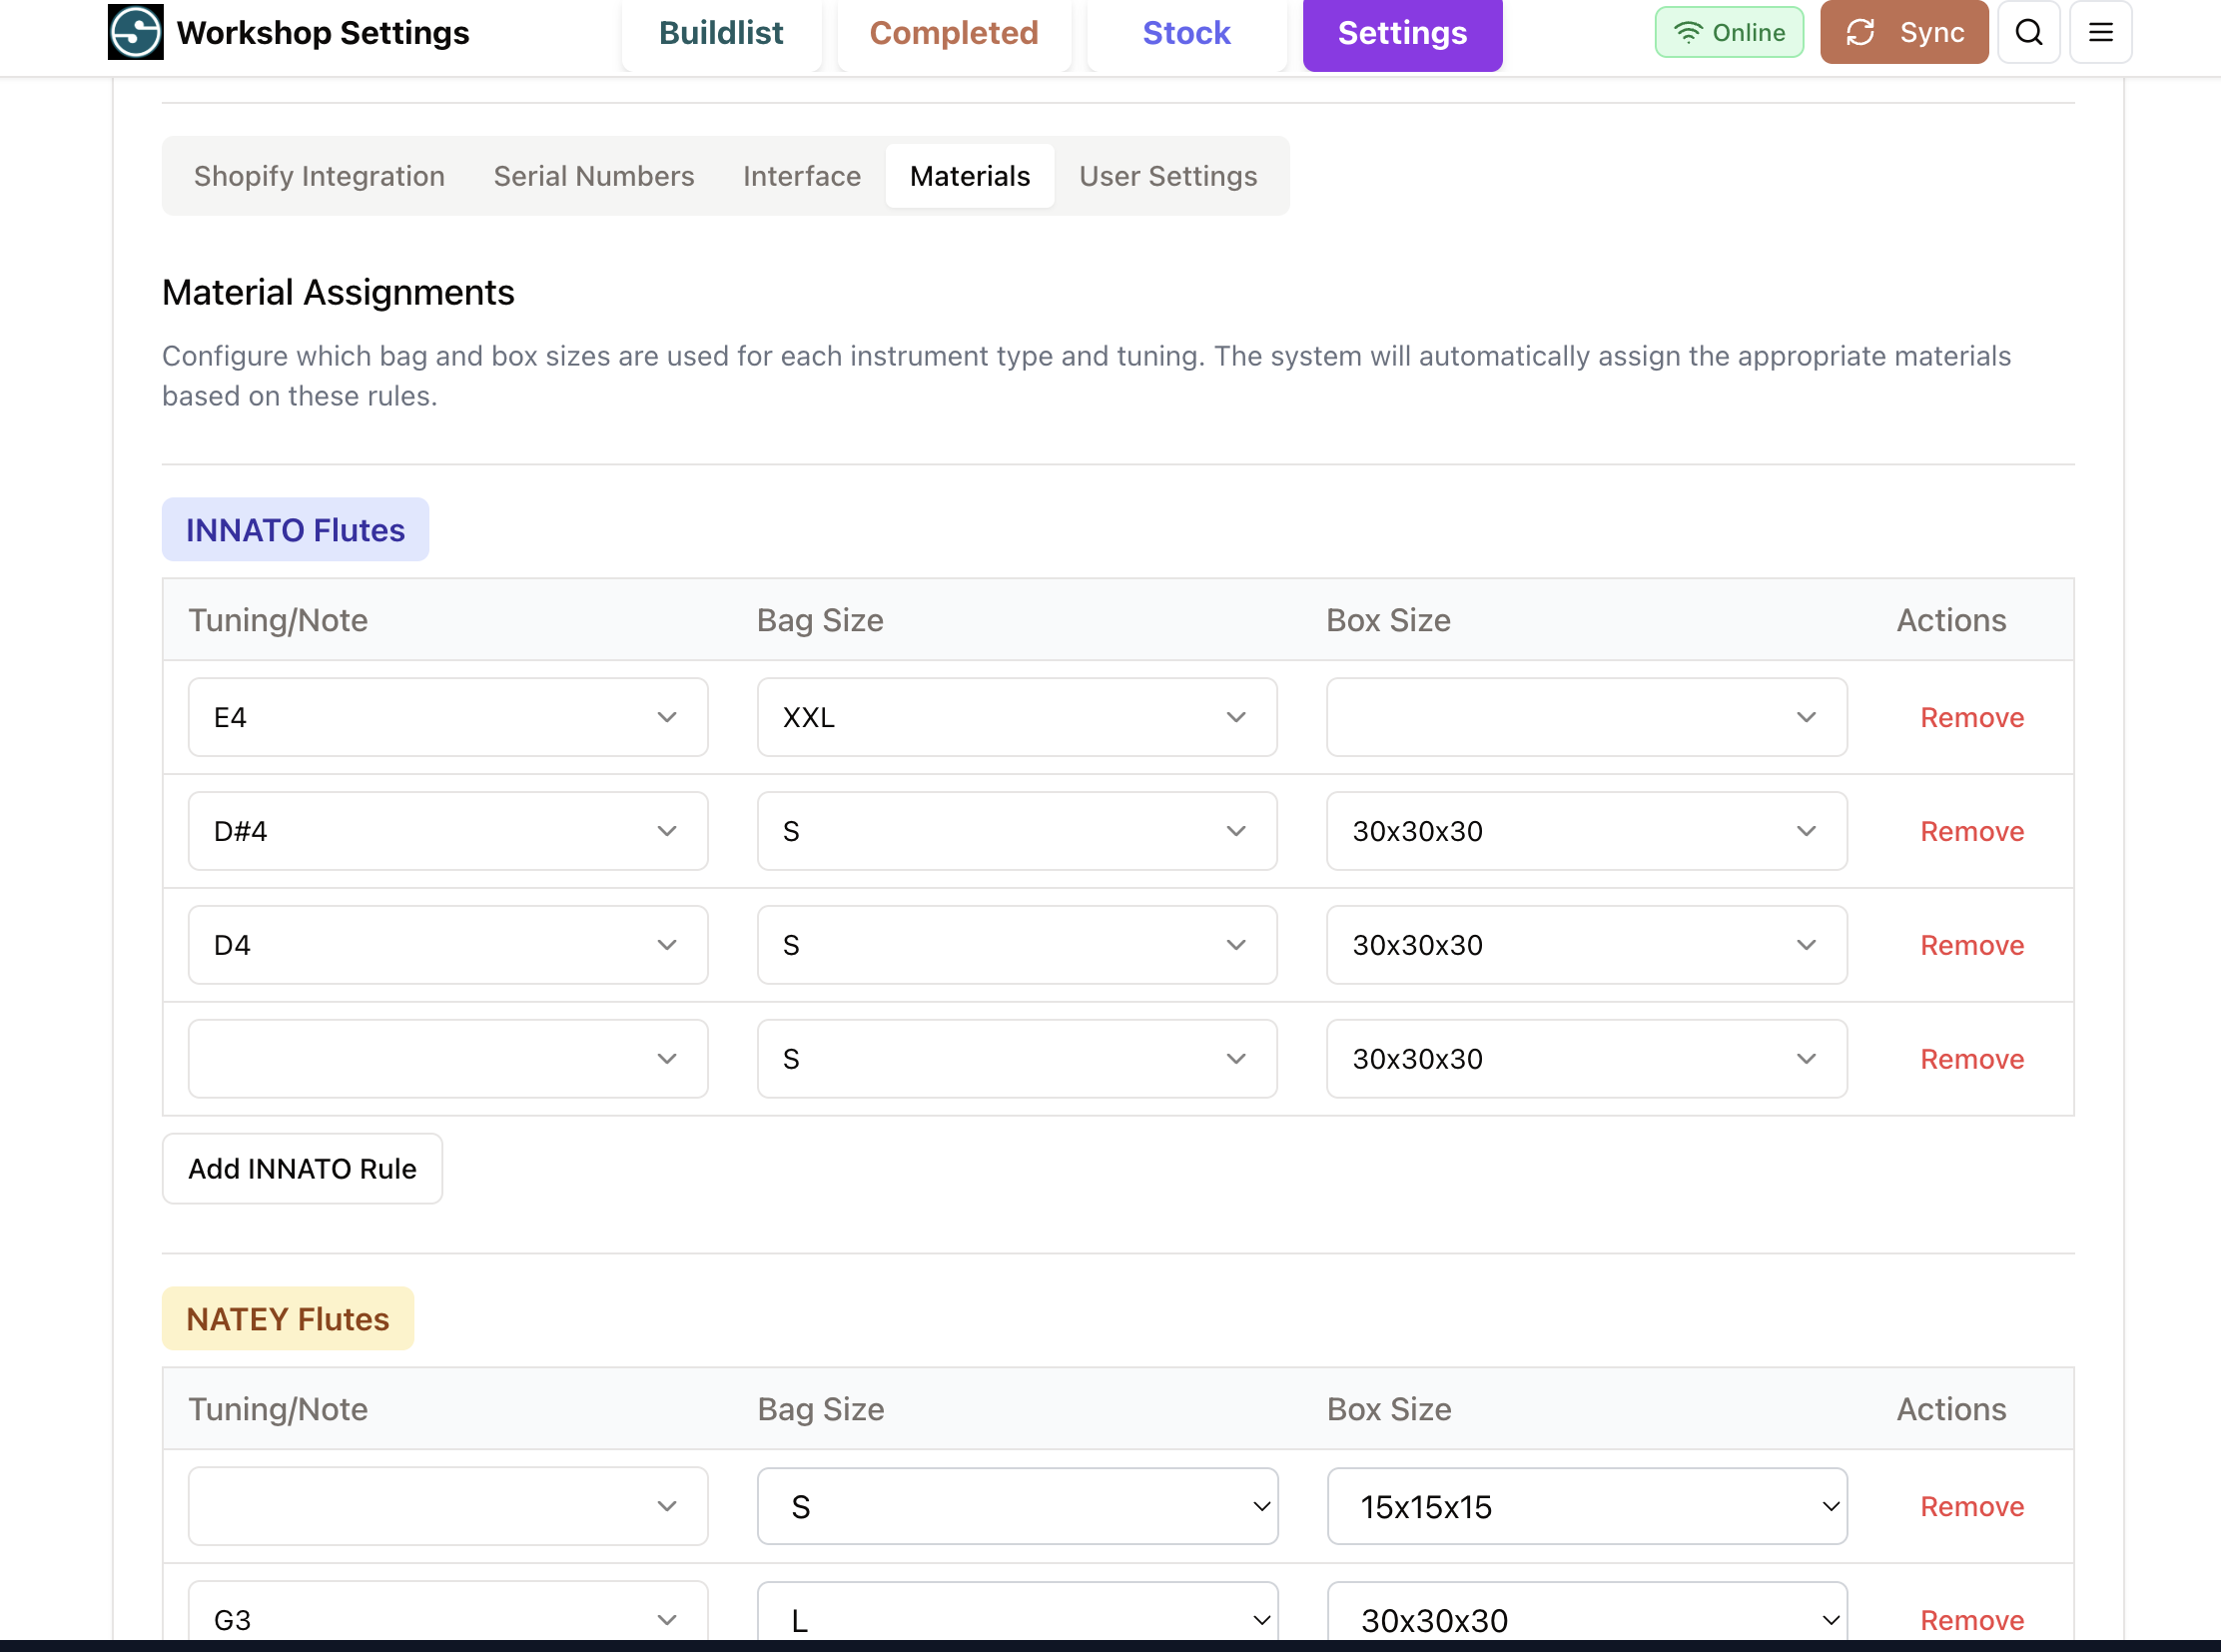 Workshop Settings
Buildlist
Completed
Stock
Settings
Online
Sync
Shopify Integration
Serial Numbers
Interface
Materials
User Settings
Material Assignments
Configure which bag and box sizes are used for each instrument type and tuning. The system will automatically assign the appropriate materials
based on these rules.
INNATO Flutes
Tuning/Note Bag Size Box Size Actions
E4 XXL Remove
D#4 S 30x30x30 Remove
D4 S 30x30x30 Remove
S 30x30x30 Remove
Add INNATO Rule
NATEY Flutes
Tuning/Note Bag Size Box Size Actions
S 15x15x15 Remove
G3 L 30x30x30 Remove